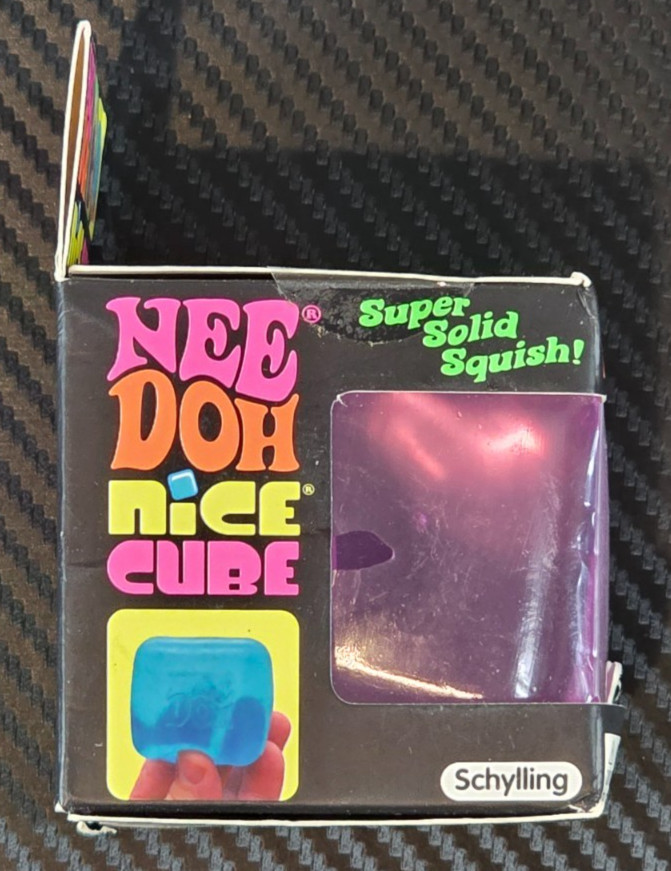 NEE®
DOH
NiCE®
CUBE
Super
Solid
Squish!
Schylling